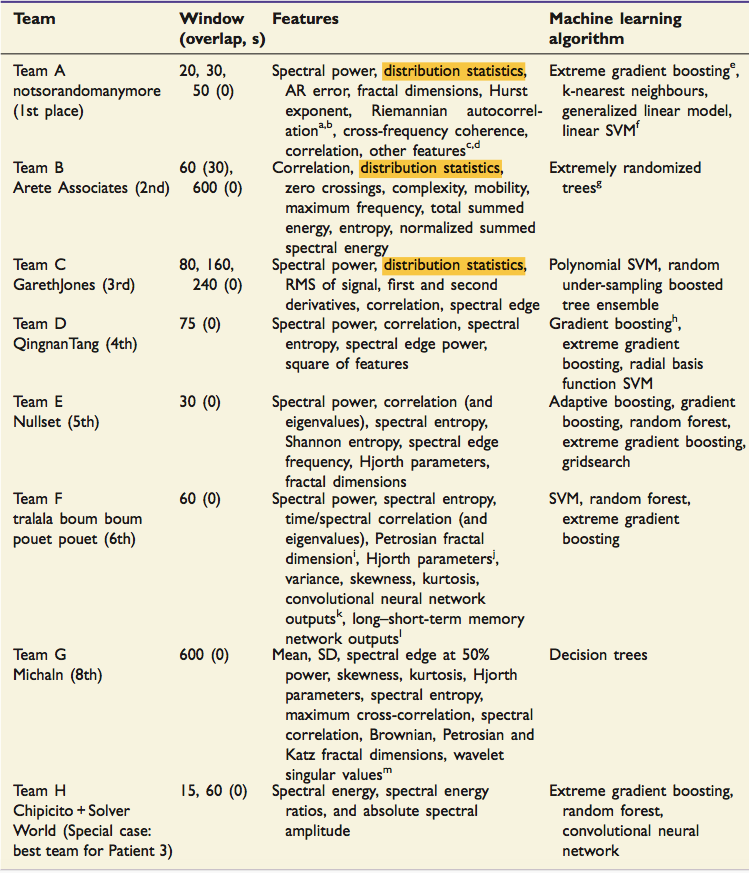 Team Window Features Machine learning
(overlap, s) algorithm
Team A 20, 30, Spectral power, distribution statistics, Extreme gradient boostingᵉ,
notsorandomanymore 50 (0) AR error, fractal dimensions, Hurst k-nearest neighbours,
(1st place) exponent, Riemannian autocorrel- generalized linear model,
ationᵃ,ᵇ, cross-frequency coherence, linear SVMᶠ
correlation, other featuresᶜ,ᵈ
Team B 60 (30), Correlation, distribution statistics, Extremely randomized
Arete Associates (2nd) 600 (0) zero crossings, complexity, mobility, treesᵍ
maximum frequency, total summed
energy, entropy, normalized summed
spectral energy
Team C 80, 160, Spectral power, distribution statistics, Polynomial SVM, random
GarethJones (3rd) 240 (0) RMS of signal, first and second under-sampling boosted
derivatives, correlation, spectral edge tree ensemble
Team D 75 (0) Spectral power, correlation, spectral Gradient boostingʰ,
QingnanTang (4th) entropy, spectral edge power, extreme gradient
square of features boosting, radial basis
function SVM
Team E 30 (0) Spectral power, correlation (and Adaptive boosting, gradient
Nullset (5th) eigenvalues), spectral entropy, boosting, random forest,
Shannon entropy, spectral edge extreme gradient boosting,
frequency, Hjorth parameters, gridsearch
fractal dimensions
Team F 60 (0) Spectral power, spectral entropy, SVM, random forest,
tralala boum boum time/spectral correlation (and extreme gradient
pouet pouet (6th) eigenvalues), Petrosian fractal boosting
dimensionⁱ, Hjorth parametersʲ,
variance, skewness, kurtosis,
convolutional neural network
outputsᵏ, long–short-term memory
network outputsˡ
Team G 600 (0) Mean, SD, spectral edge at 50% Decision trees
Michaln (8th) power, skewness, kurtosis, Hjorth
parameters, spectral entropy,
maximum cross-correlation, spectral
correlation, Brownian, Petrosian and
Katz fractal dimensions, wavelet
singular valuesᵐ
Team H 15, 60 (0) Spectral energy, spectral energy Extreme gradient boosting,
Chipicito + Solver ratios, and absolute spectral random forest,
World (Special case: amplitude convolutional neural
best team for Patient 3) network